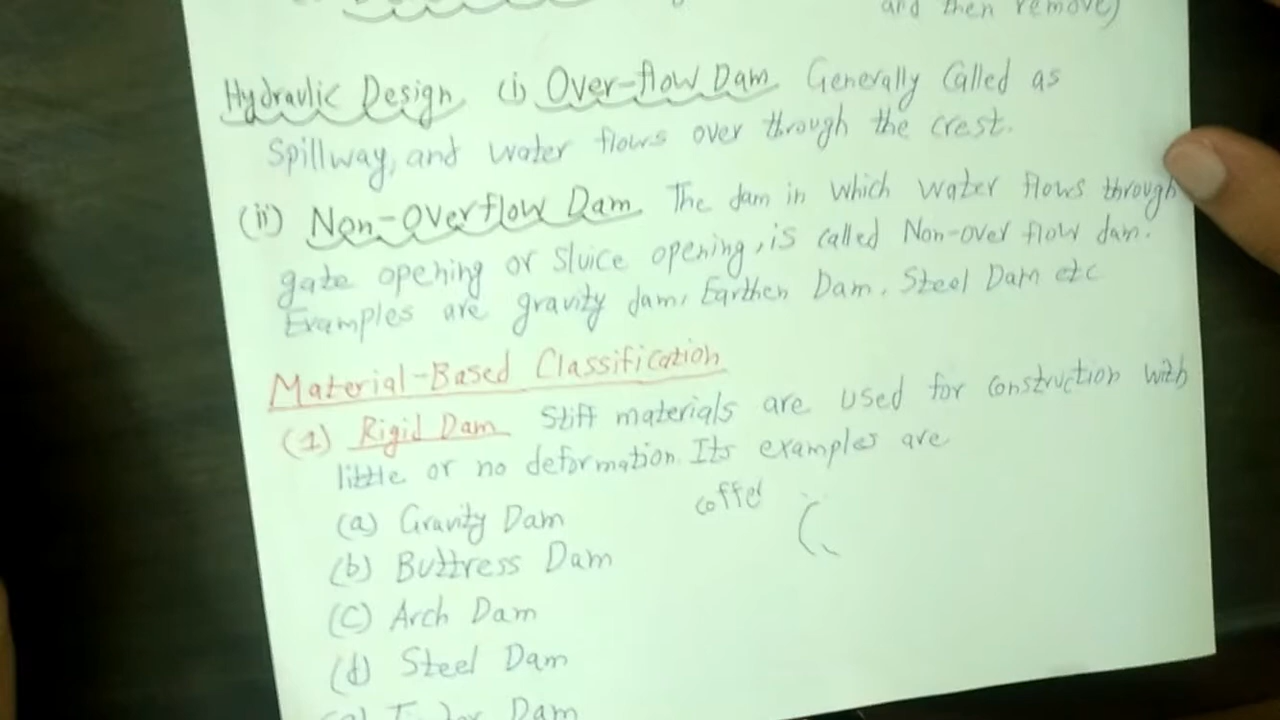 and then remove)
Hydraulic Design (i) Over-flow Dam Generally Called as
Spillway, and water flows over through the crest.
(ii) Non-Overflow Dam The dam in which water flows through
gate opening or sluice opening, is called Non-over flow dam.
Examples are gravity dam, Earthen Dam, Steel Dam etc
Material-Based Classification
(1) Rigid Dam Stiff materials are used for construction with
little or no deformation. Its examples are
(a) Gravity Dam
coffer
(b) Buttress Dam
(c) Arch Dam
(d) Steel Dam
Dam